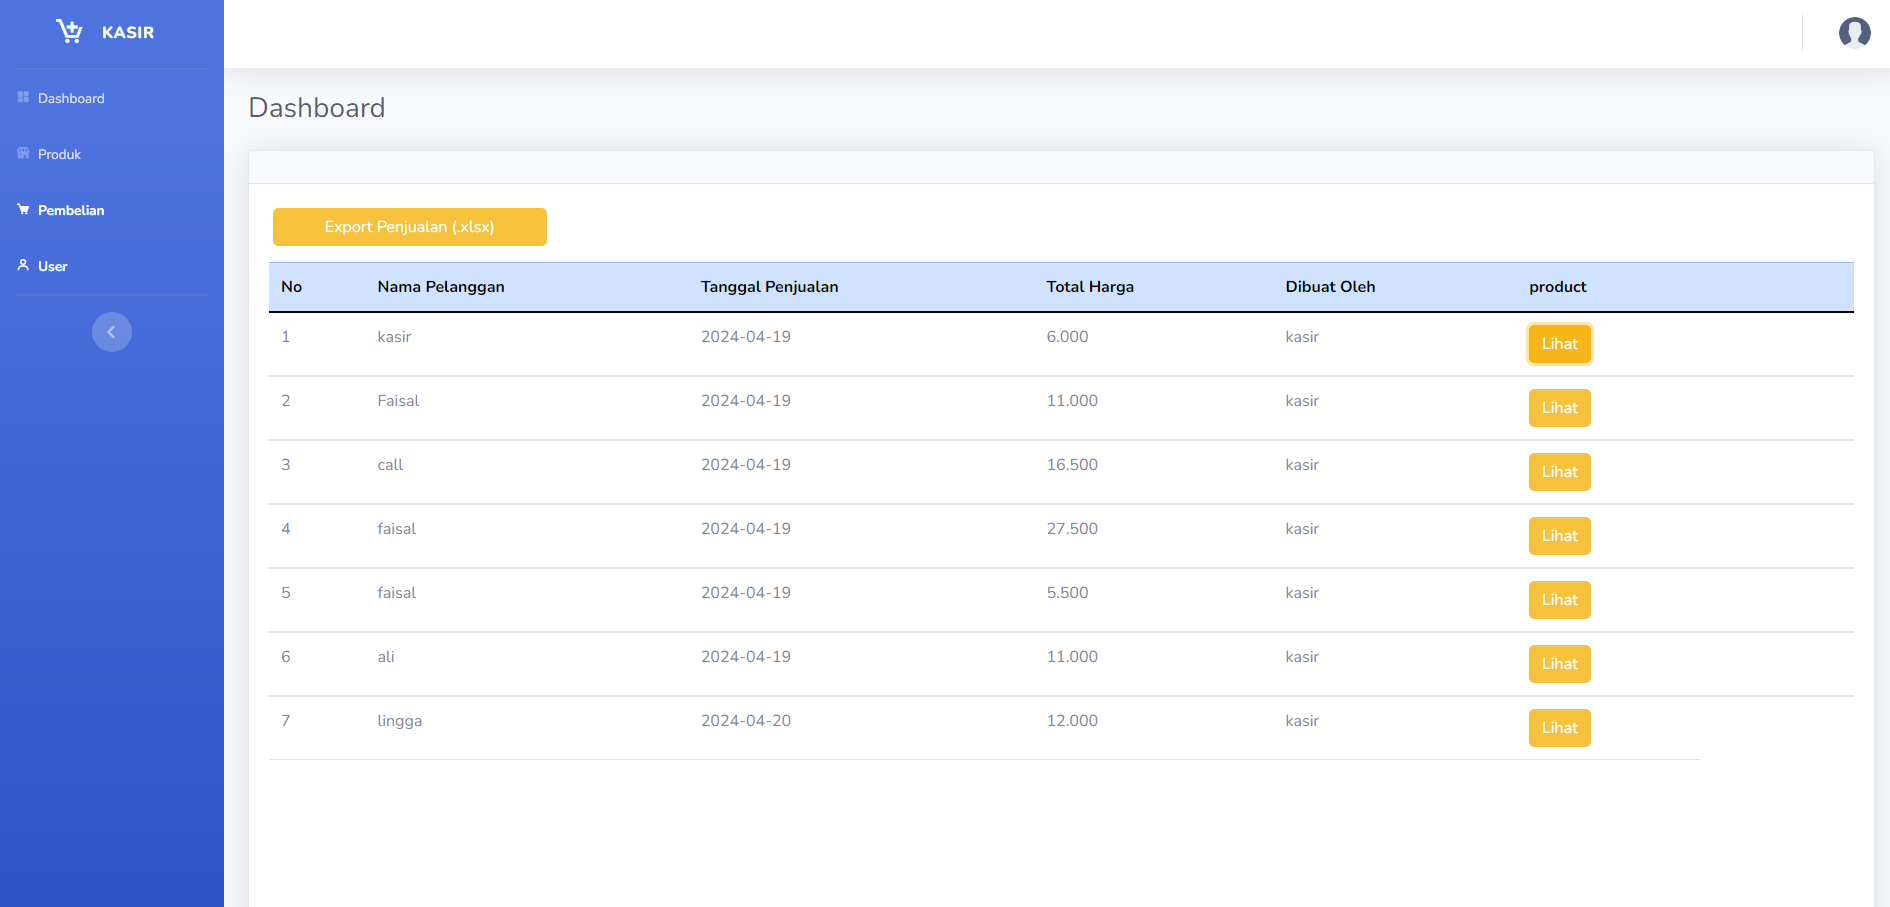 KASIR
Dashboard
Produk
Pembelian
User
Dashboard
Export Penjualan (.xlsx)
No Nama Pelanggan Tanggal Penjualan Total Harga Dibuat Oleh product
1 kasir 2024-04-19 6.000 kasir Lihat
2 Faisal 2024-04-19 11.000 kasir Lihat
3 call 2024-04-19 16.500 kasir Lihat
4 faisal 2024-04-19 27.500 kasir Lihat
5 faisal 2024-04-19 5.500 kasir Lihat
6 ali 2024-04-19 11.000 kasir Lihat
7 lingga 2024-04-20 12.000 kasir Lihat